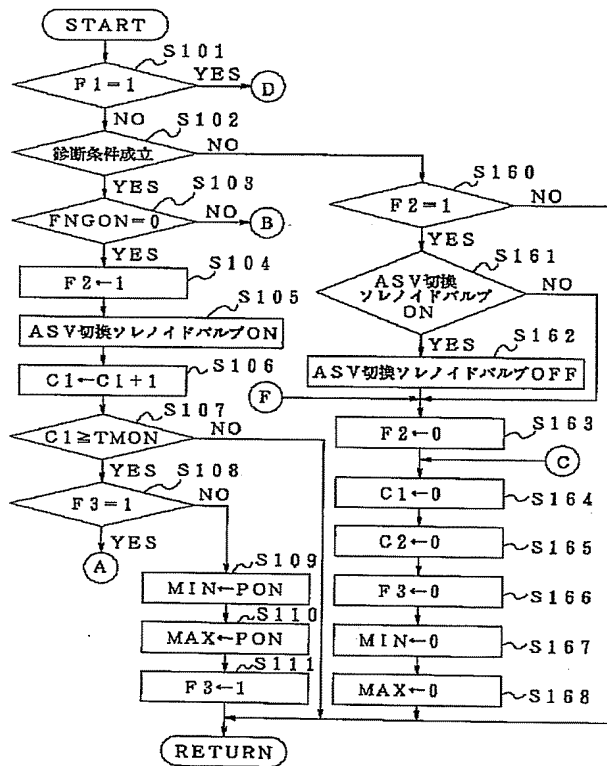 START
S101
F1=1
YES
D
NO
S102
診断条件成立
NO
YES
S103
FNGON=0
NO
B
YES
S104
F2←1
S105
ASV切換ソレノイドバルブON
S106
C1←C1+1
S107
C1≧TMON
NO
YES
S108
F3=1
NO
YES
A
S109
MIN←PON
S110
MAX←PON
S111
F3←1
RETURN
S160
F2=1
NO
YES
S161
ASV切換
ソレノイドバルブ
ON
NO
YES
S162
ASV切換ソレノイドバルブOFF
F
F2←0
S163
C
C1←0
S164
C2←0
S165
F3←0
S166
MIN←0
S167
MAX←0
S168